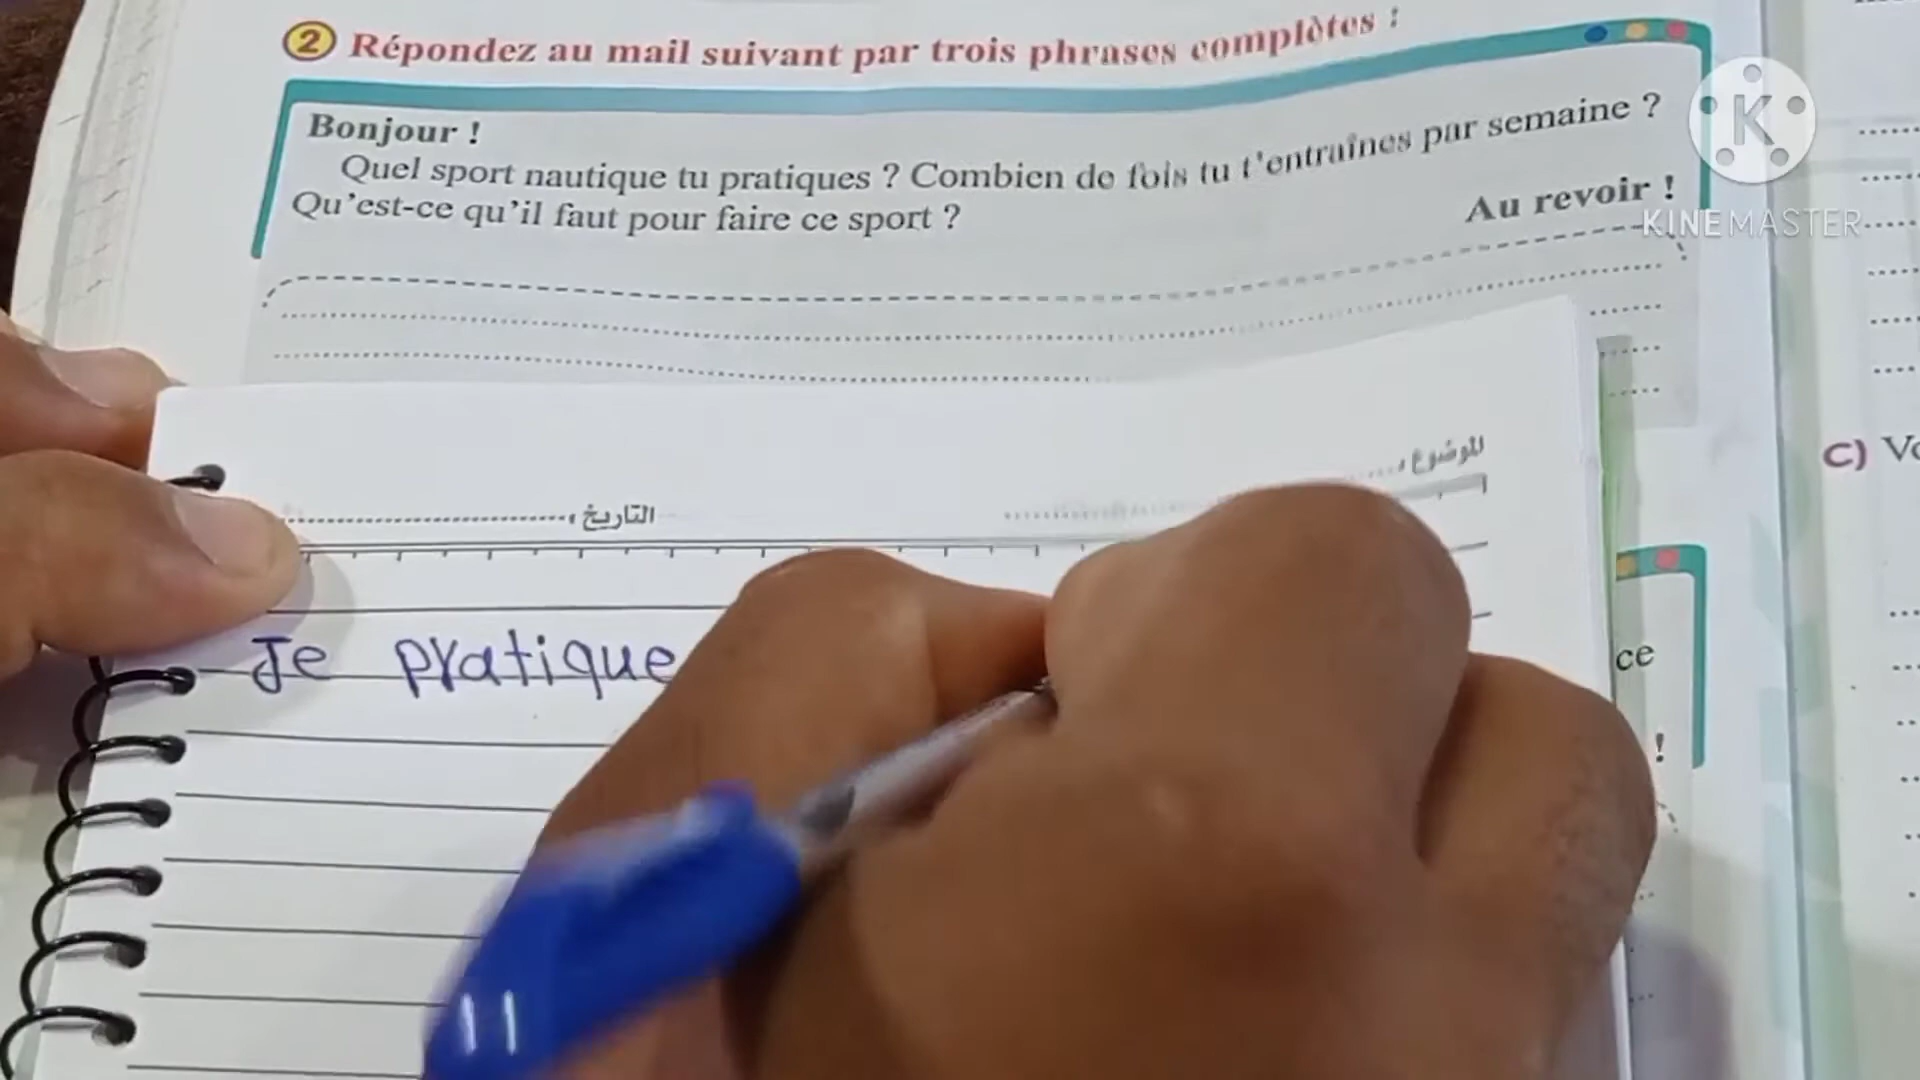 2 Répondez au mail suivant par trois phrases complètes :
Bonjour !
Quel sport nautique tu pratiques ? Combien de fois tu t'entraînes par semaine ?
Qu'est-ce qu'il faut pour faire ce sport ?
Au revoir !
KINEMASTER
الموضوع :
التاريخ :
Je pratique
C) Vo
ce
!